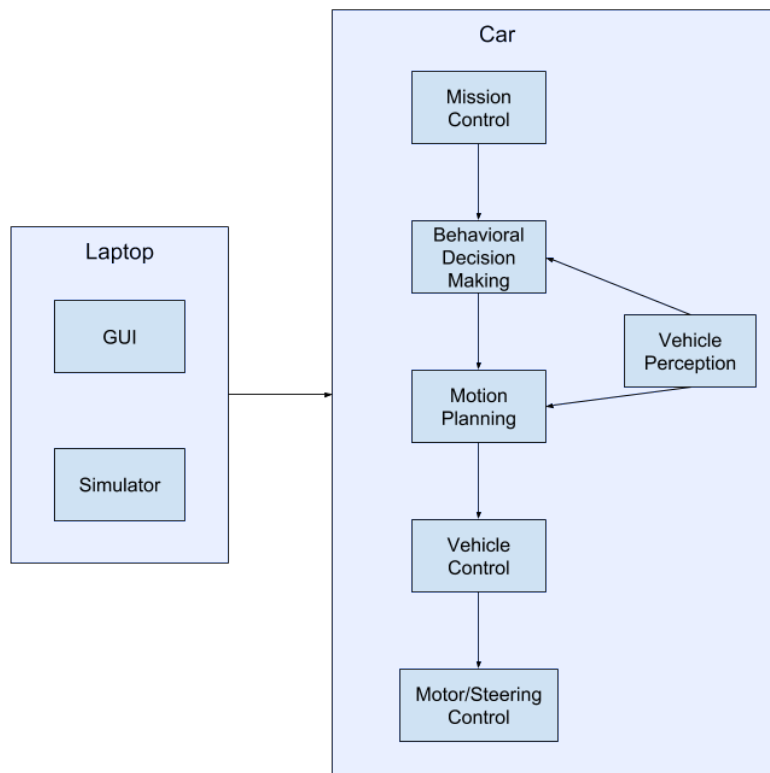 Car
Mission
Control
Behavioral
Decision
Making
Laptop
GUI
Vehicle
Perception
Motion
Planning
Simulator
Vehicle
Control
Motor/Steering
Control